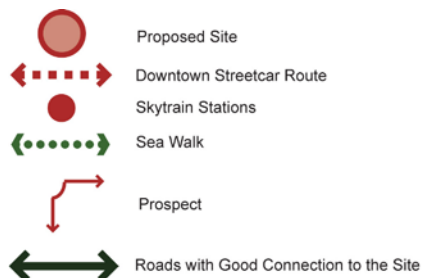 Proposed Site
Downtown Streetcar Route
Skytrain Stations
Sea Walk
Prospect
Roads with Good Connection to the Site